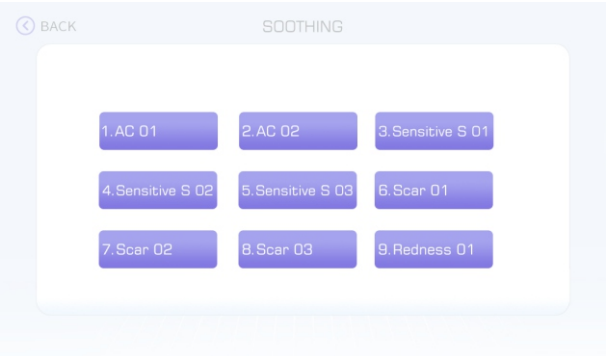 BACK
SOOTHING
1.AC 01
2.AC 02
3.Sensitive S 01
4.Sensitive S 02
5.Sensitive S 03
6.Scar 01
7.Scar 02
8.Scar 03
9.Redness 01